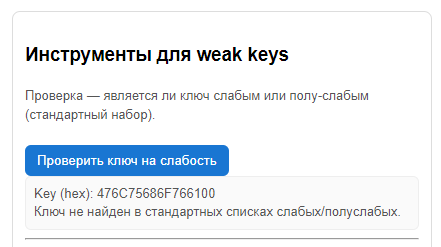 Инструменты для weak keys
Проверка — является ли ключ слабым или полу-слабым
(стандартный набор).
Проверить ключ на слабость
Key (hex): 476C75686F766100
Ключ не найден в стандартных списках слабых/полуслабых.